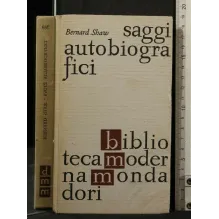 Bernard Shaw
saggi
autobiogra
fici
biblio
tecamoder
namonda
dori